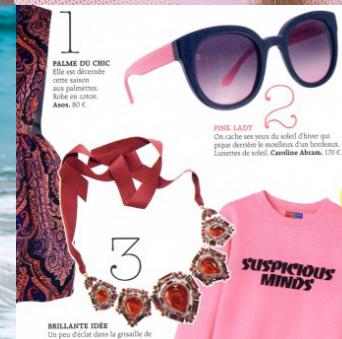 1
PALME DU CHIC
Elle est décernée
cette saison
aux palmettes.
Robe en coton.
Asos. 80 €.
2
PINK LADY
On cache ses yeux du soleil d'hiver qui
pique derrière le moelleux d'un bordeaux.
Lunettes de soleil. Caroline Abram. 170 €.
3
SUSPICIOUS
MINDS
BRILLANTE IDÉE
Un peu d'éclat dans la grisaille de